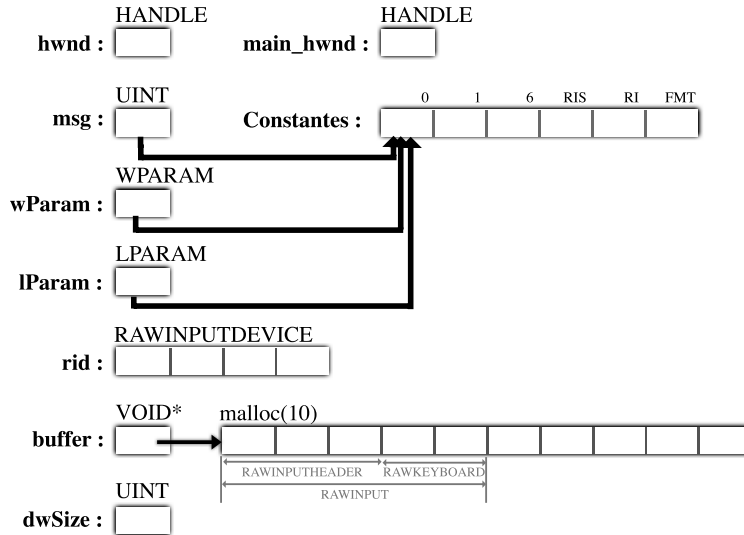 HANDLE HANDLE
hwnd : main_hwnd :
UINT 0 1 6 RIS RI FMT
msg : Constantes :
WPARAM
wParam :
LPARAM
lParam :
RAWINPUTDEVICE
rid :
VOID* malloc(10)
buffer :
RAWINPUTHEADER RAWKEYBOARD
RAWINPUT
UINT
dwSize :